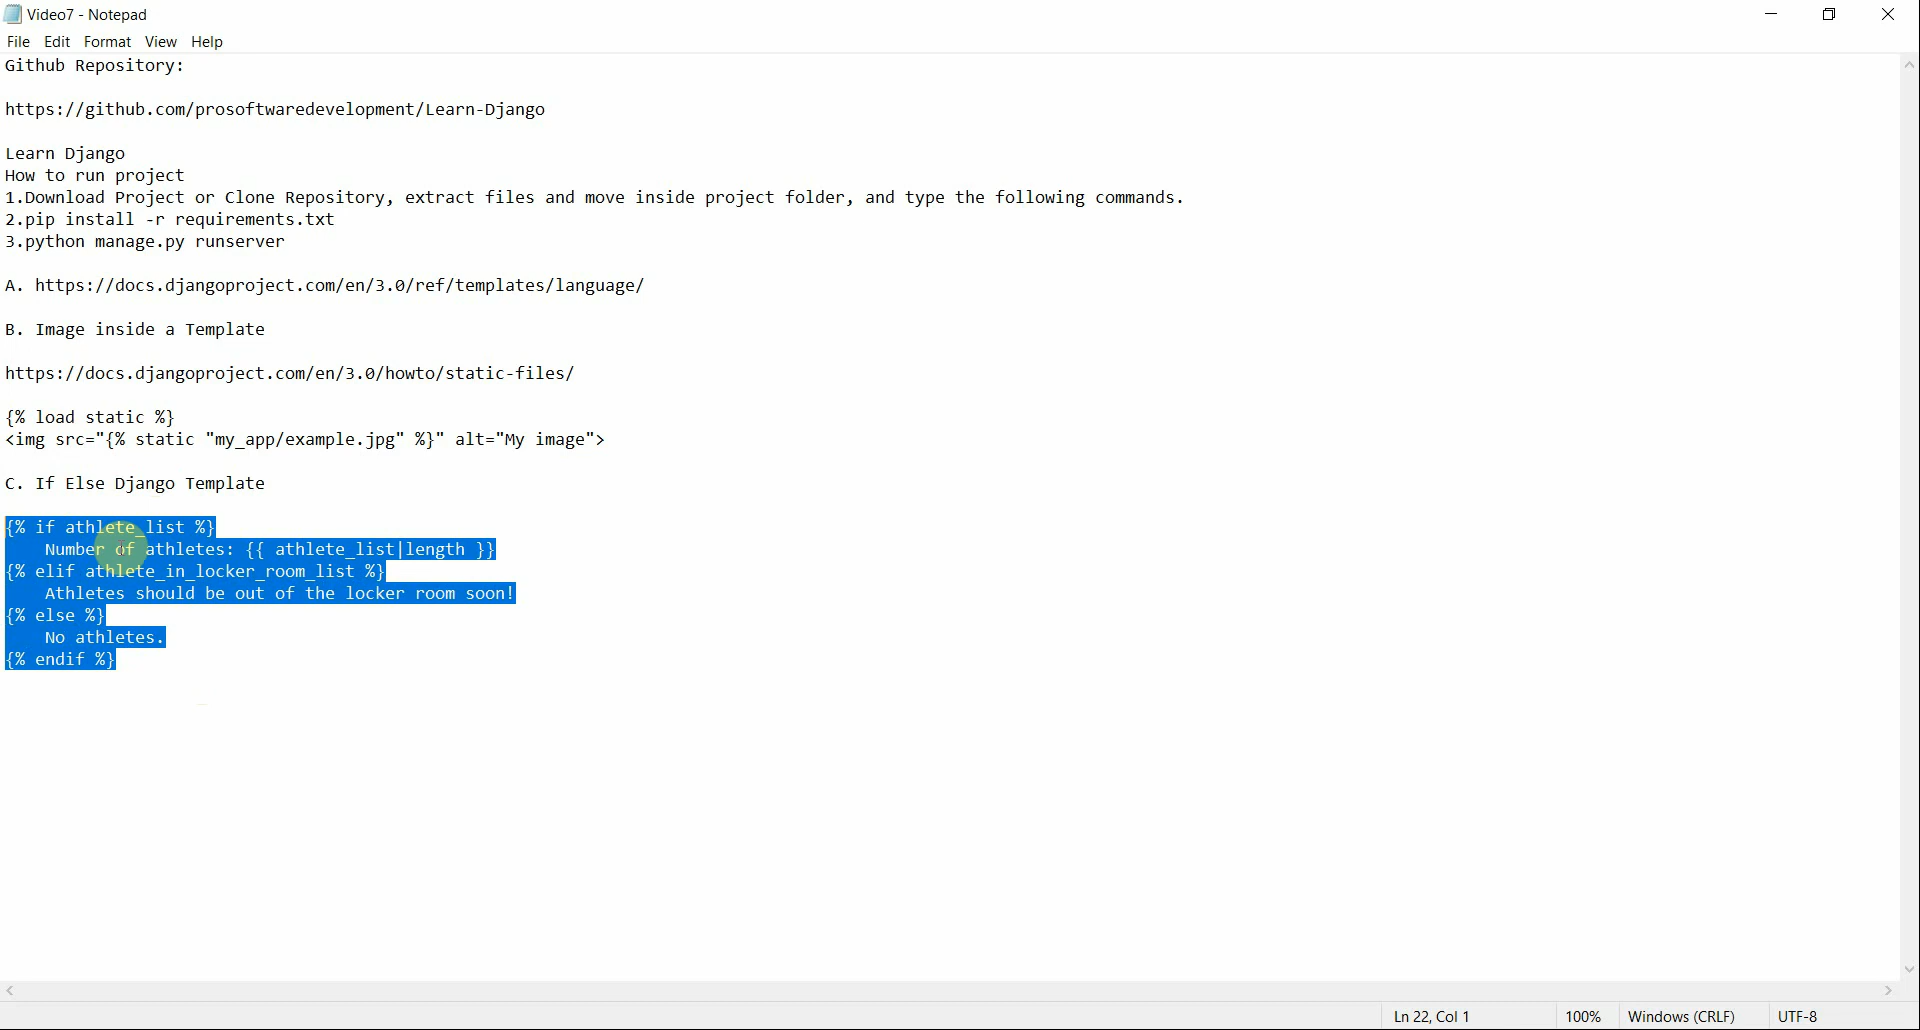 Video7 - Notepad
File Edit Format View Help
Github Repository:
https://github.com/prosoftwaredevelopment/Learn-Django
Learn Django
How to run project
1.Download Project or Clone Repository, extract files and move inside project folder, and type the following commands.
2.pip install -r requirements.txt
3.python manage.py runserver
A. https://docs.djangoproject.com/en/3.0/ref/templates/language/
B. Image inside a Template
https://docs.djangoproject.com/en/3.0/howto/static-files/
{% load static %}
<img src="{% static "my_app/example.jpg" %}" alt="My image">
C. If Else Django Template
{% if athlete_list %}
    Number of athletes: {{ athlete_list|length }}
{% elif athlete_in_locker_room_list %}
    Athletes should be out of the locker room soon!
{% else %}
    No athletes.
{% endif %}
Ln 22, Col 1 100% Windows (CRLF) UTF-8